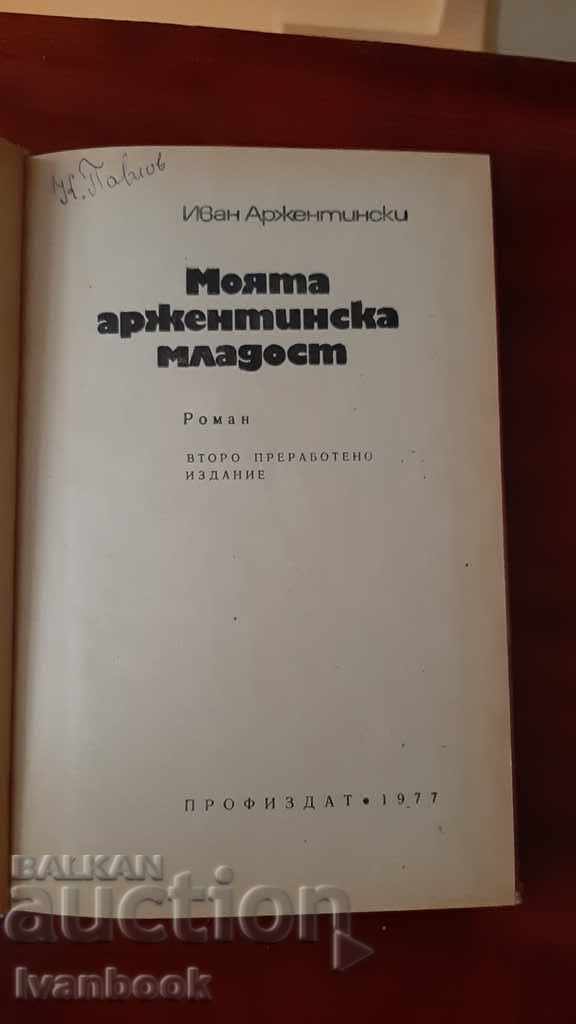 К. Павлов
Иван Аржентински
Моята
аржентинска
младост
Роман
ВТОРО ПРЕРАБОТЕНО
ИЗДАНИЕ
ПРОФИЗДАТ • 1977
BALKAN
auction
Ivanbook